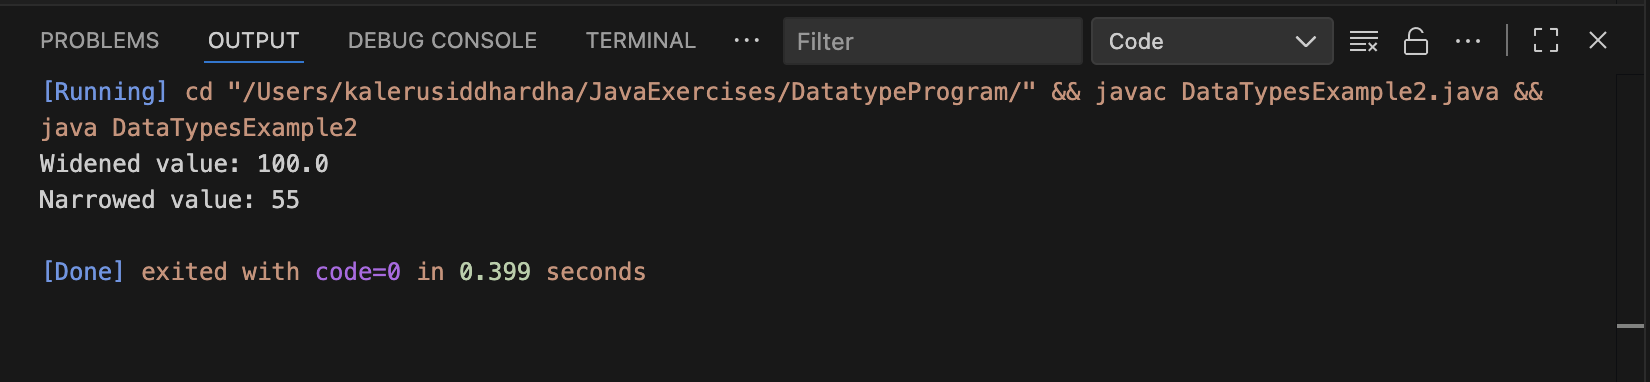 PROBLEMS OUTPUT DEBUG CONSOLE TERMINAL ··· Filter Code ···
[Running] cd "/Users/kalerusiddhardha/JavaExercises/DatatypeProgram/" && javac DataTypesExample2.java &&
java DataTypesExample2
Widened value: 100.0
Narrowed value: 55
[Done] exited with code=0 in 0.399 seconds